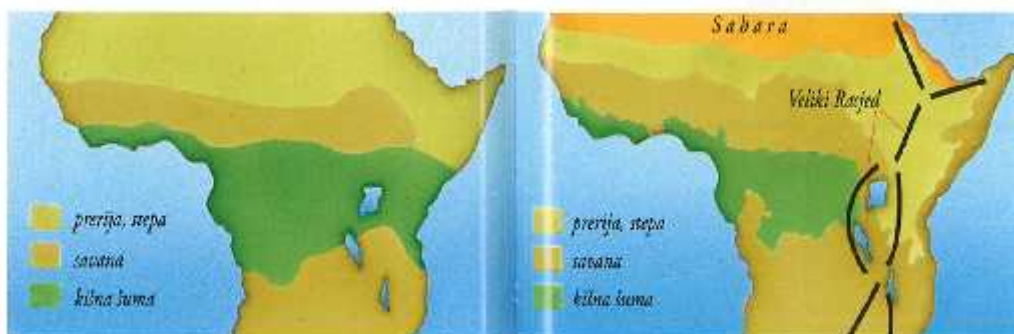 prerija, stepa
savana
kišna šuma
Sahara
Veliki Rasjed
prerija, stepa
savana
kišna šuma